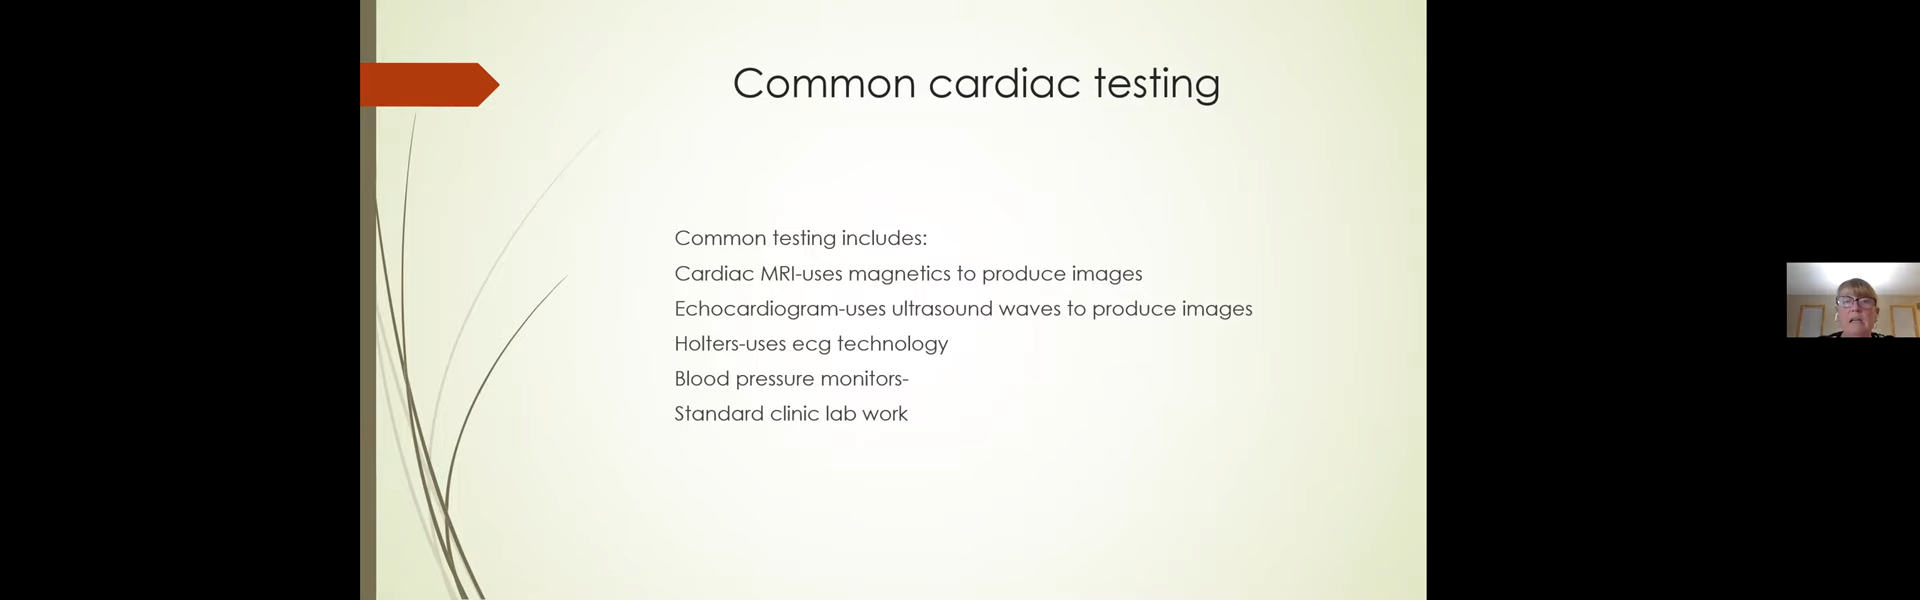 Common cardiac testing
Common testing includes:
Cardiac MRI-uses magnetics to produce images
Echocardiogram-uses ultrasound waves to produce images
Holters-uses ecg technology
Blood pressure monitors-
Standard clinic lab work